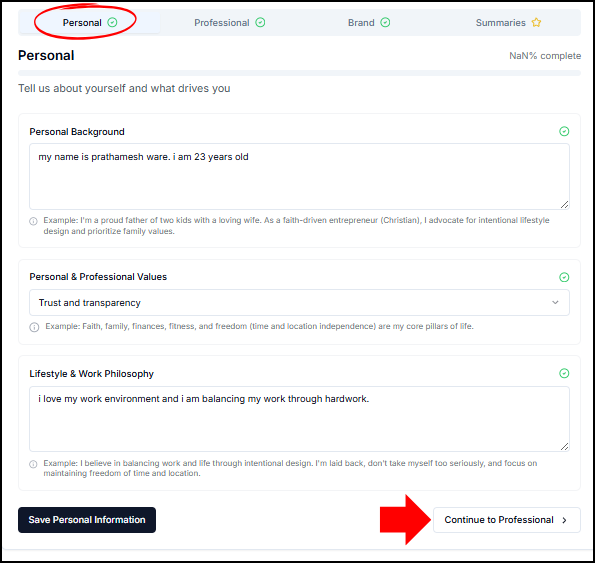 Personal
Professional
Brand
Summaries
Personal
NaN% complete
Tell us about yourself and what drives you
Personal Background
my name is prathamesh ware. i am 23 years old
Example: I'm a proud father of two kids with a loving wife. As a faith-driven entrepreneur (Christian), I advocate for intentional lifestyle
design and prioritize family values.
Personal & Professional Values
Trust and transparency
Example: Faith, family, finances, fitness, and freedom (time and location independence) are my core pillars of life.
Lifestyle & Work Philosophy
i love my work environment and i am balancing my work through hardwork.
Example: I believe in balancing work and life through intentional design. I'm laid back, don't take myself too seriously, and focus on
maintaining freedom of time and location.
Save Personal Information
Continue to Professional